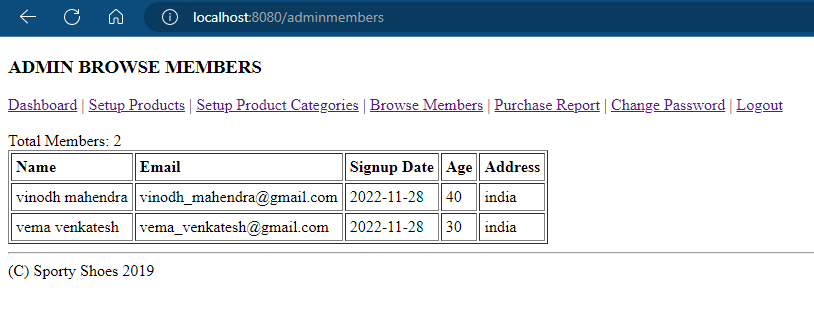 localhost:8080/adminmembers
ADMIN BROWSE MEMBERS
Dashboard | Setup Products | Setup Product Categories | Browse Members | Purchase Report | Change Password | Logout
Total Members: 2
Name Email Signup Date Age Address
vinodh mahendra vinodh_mahendra@gmail.com 2022-11-28 40 india
vema venkatesh vema_venkatesh@gmail.com 2022-11-28 30 india
(C) Sporty Shoes 2019